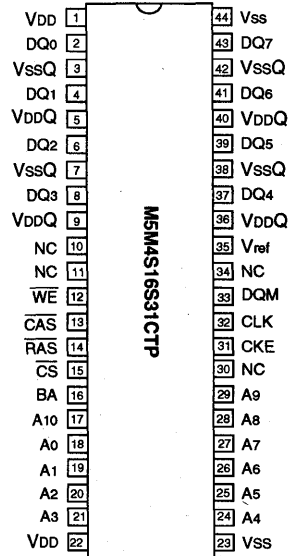 VDD 1 44 Vss
DQ0 2 43 DQ7
VssQ 3 42 VssQ
DQ1 4 41 DQ6
VDDQ 5 40 VDDQ
DQ2 6 39 DQ5
VssQ 7 38 VssQ
DQ3 8 37 DQ4
VDDQ 9 36 VDDQ
NC 10 35 Vref
NC 11 34 NC
W̅E̅ 12 33 DQM
C̅A̅S̅ 13 32 CLK
R̅A̅S̅ 14 31 CKE
C̅S̅ 15 30 NC
BA 16 29 A9
A10 17 28 A8
A0 18 27 A7
A1 19 26 A6
A2 20 25 A5
A3 21 24 A4
VDD 22 23 VSS
M5M4S16S31CTP